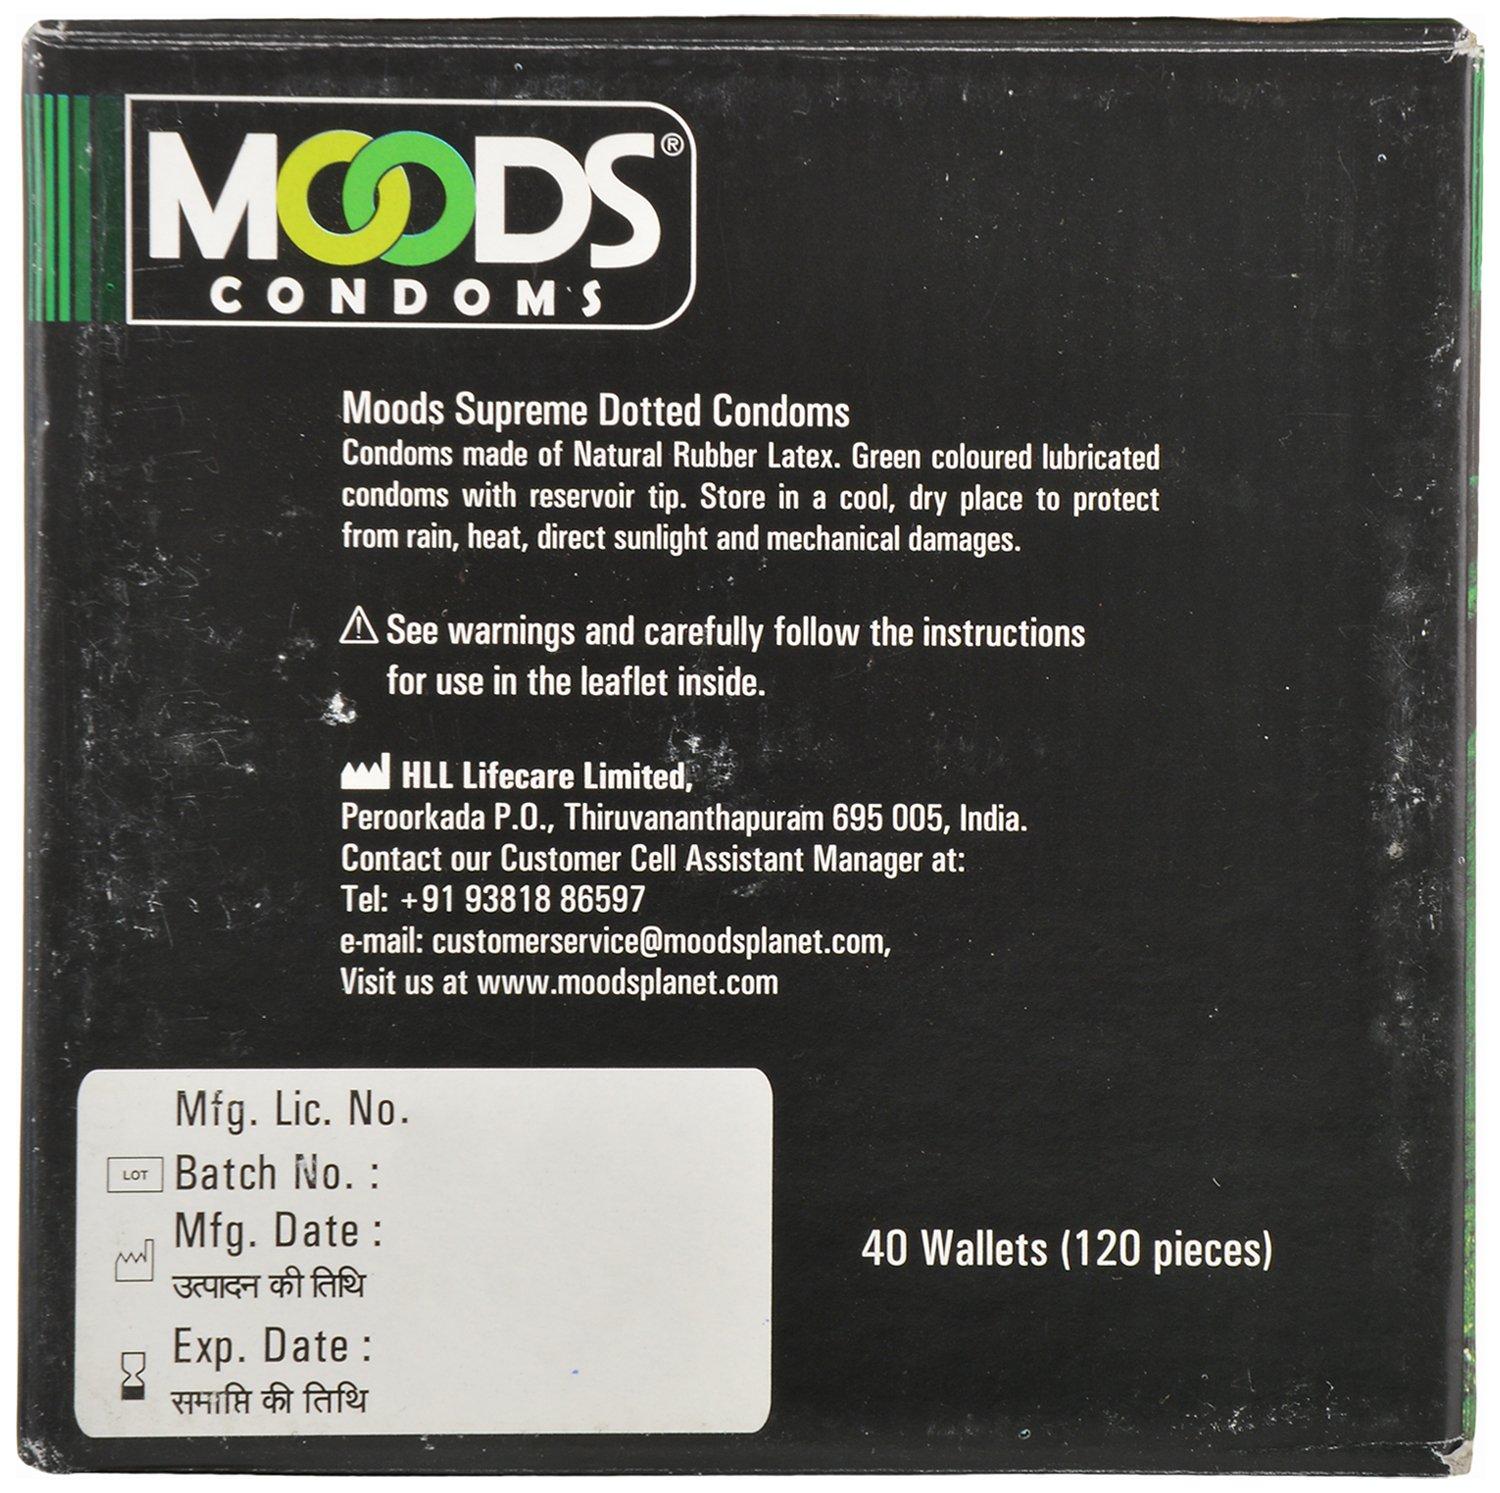 MOODS®
CONDOMS
Moods Supreme Dotted Condoms
Condoms made of Natural Rubber Latex. Green coloured lubricated
condoms with reservoir tip. Store in a cool, dry place to protect
from rain, heat, direct sunlight and mechanical damages.
See warnings and carefully follow the instructions
for use in the leaflet inside.
HLL Lifecare Limited,
Peroorkada P.O., Thiruvananthapuram 695 005, India.
Contact our Customer Cell Assistant Manager at:
Tel: +91 93818 86597
e-mail: customerservice@moodsplanet.com,
Visit us at www.moodsplanet.com
Mfg. Lic. No.
LOT Batch No. :
Mfg. Date :
उत्पादन की तिथि
Exp. Date :
समाप्ति की तिथि
40 Wallets (120 pieces)